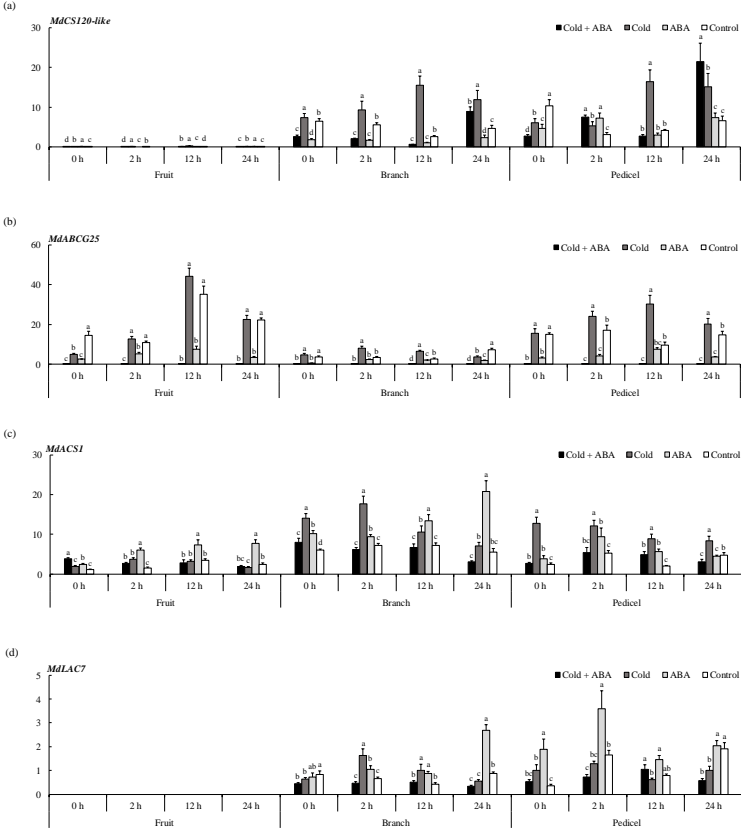 (a)
MdCS120-like
30
20
10
0
Cold + ABA Cold ABA Control
d b a c d a c b b a c d c b a c c a d b c a c b c a c b b a d c c b d a a b a c b a b b a b c c
0 h 2 h 12 h 24 h 0 h 2 h 12 h 24 h 0 h 2 h 12 h 24 h
Fruit Branch Pedicel
(b)
MdABCG25
60
40
20
0
Cold + ABA Cold ABA Control
c b c a c a b a b a b a b a b a b a b a c a b b d a c b d b c a c a b a c a c b c a bc b c a c b
0 h 2 h 12 h 24 h 0 h 2 h 12 h 24 h 0 h 2 h 12 h 24 h
Fruit Branch Pedicel
(c)
MdACS1
30
20
10
0
Cold + ABA Cold ABA Control
0 h 2 h 12 h 24 h 0 h 2 h 12 h 24 h 0 h 2 h 12 h 24 h
Fruit Branch Pedicel
(d)
MdLAC7
5
4
3
2
1
0
Cold + ABA Cold ABA Control
b b ab a c a b c b a a b c c a b bc b a c c bc a b a b a ab b b a a
0 h 2 h 12 h 24 h 0 h 2 h 12 h 24 h 0 h 2 h 12 h 24 h
Fruit Branch Pedicel